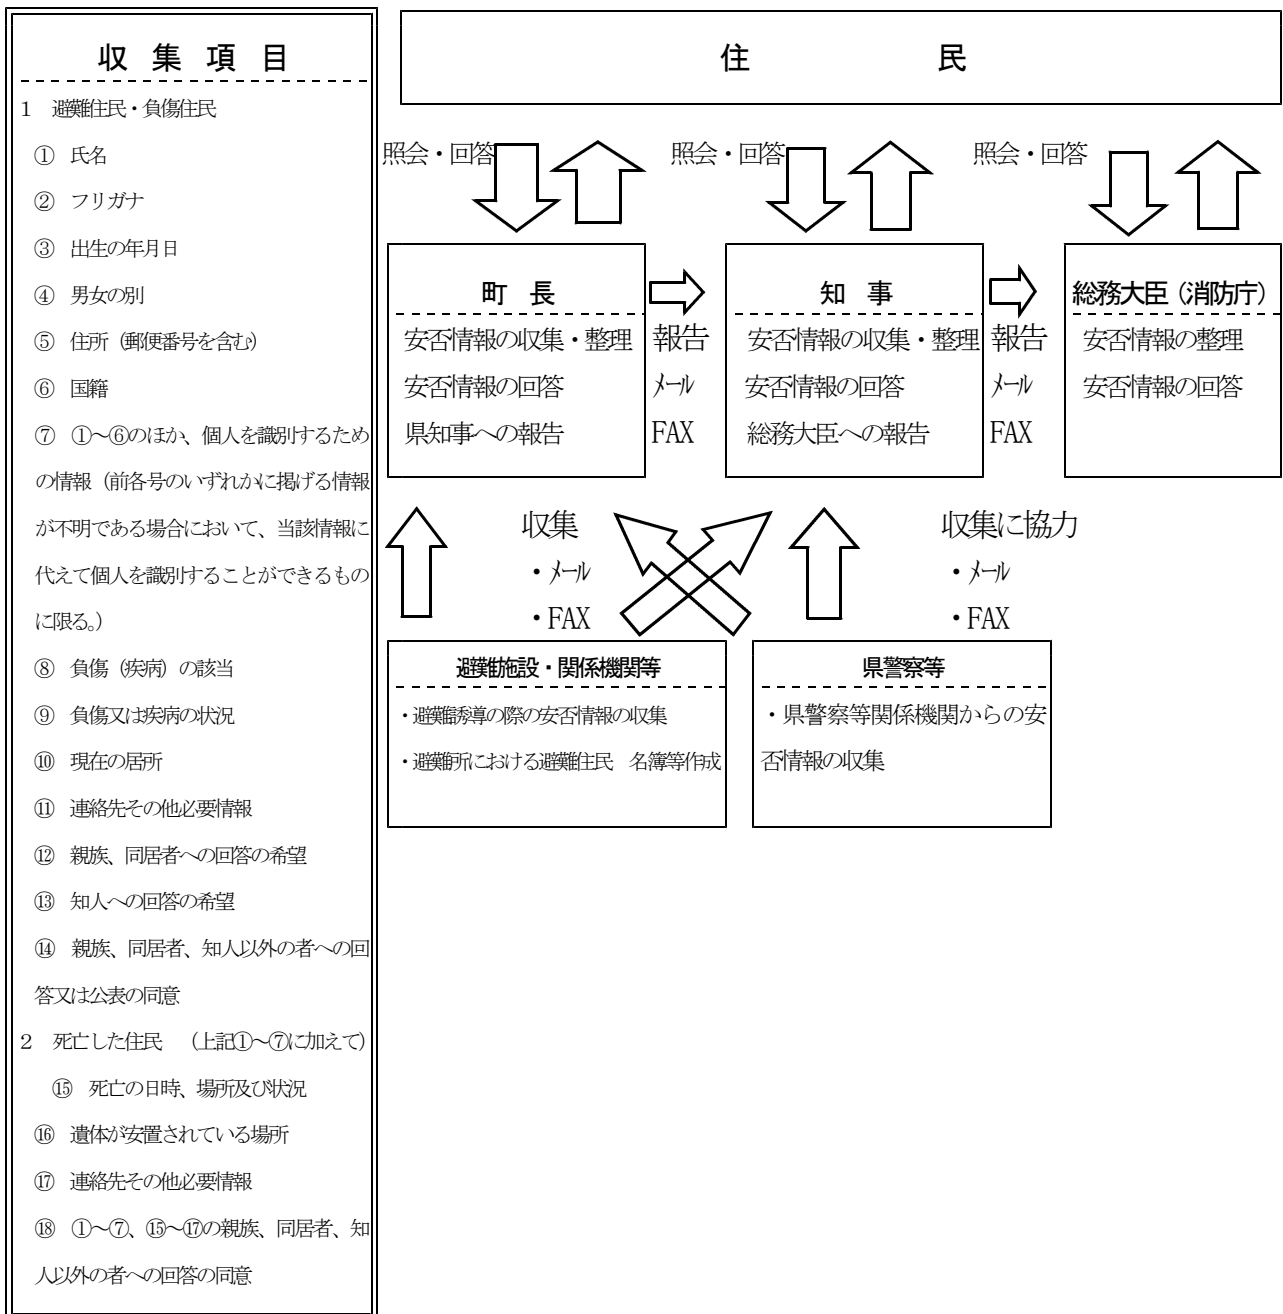 収 集 項 目
1 避難住民・負傷住民
① 氏名
② フリガナ
③ 出生の年月日
④ 男女の別
⑤ 住所（郵便番号を含む）
⑥ 国籍
⑦ ①～⑥のほか、個人を識別するため
の情報（前各号のいずれかに掲げる情報
が不明である場合において、当該情報に
代えて個人を識別することができるもの
に限る。）
⑧ 負傷（疾病）の該当
⑨ 負傷又は疾病の状況
⑩ 現在の居所
⑪ 連絡先その他必要情報
⑫ 親族、同居者への回答の希望
⑬ 知人への回答の希望
⑭ 親族、同居者、知人以外の者への回
答又は公表の同意
2 死亡した住民 （上記①～⑦に加えて）
⑮ 死亡の日時、場所及び状況
⑯ 遺体が安置されている場所
⑰ 連絡先その他必要情報
⑱ ①～⑦、⑮～⑰の親族、同居者、知
人以外の者への回答の同意
住 民
照会・回答
照会・回答
照会・回答
町 長
安否情報の収集・整理
安否情報の回答
県知事への報告
報告
メール
FAX
知 事
安否情報の収集・整理
安否情報の回答
総務大臣への報告
報告
メール
FAX
総務大臣（消防庁）
安否情報の整理
安否情報の回答
収集
・メール
・FAX
収集に協力
・メール
・FAX
避難施設・関係機関等
・避難誘導の際の安否情報の収集
・避難所における避難住民 名簿等作成
県警察等
・県警察等関係機関からの安
否情報の収集